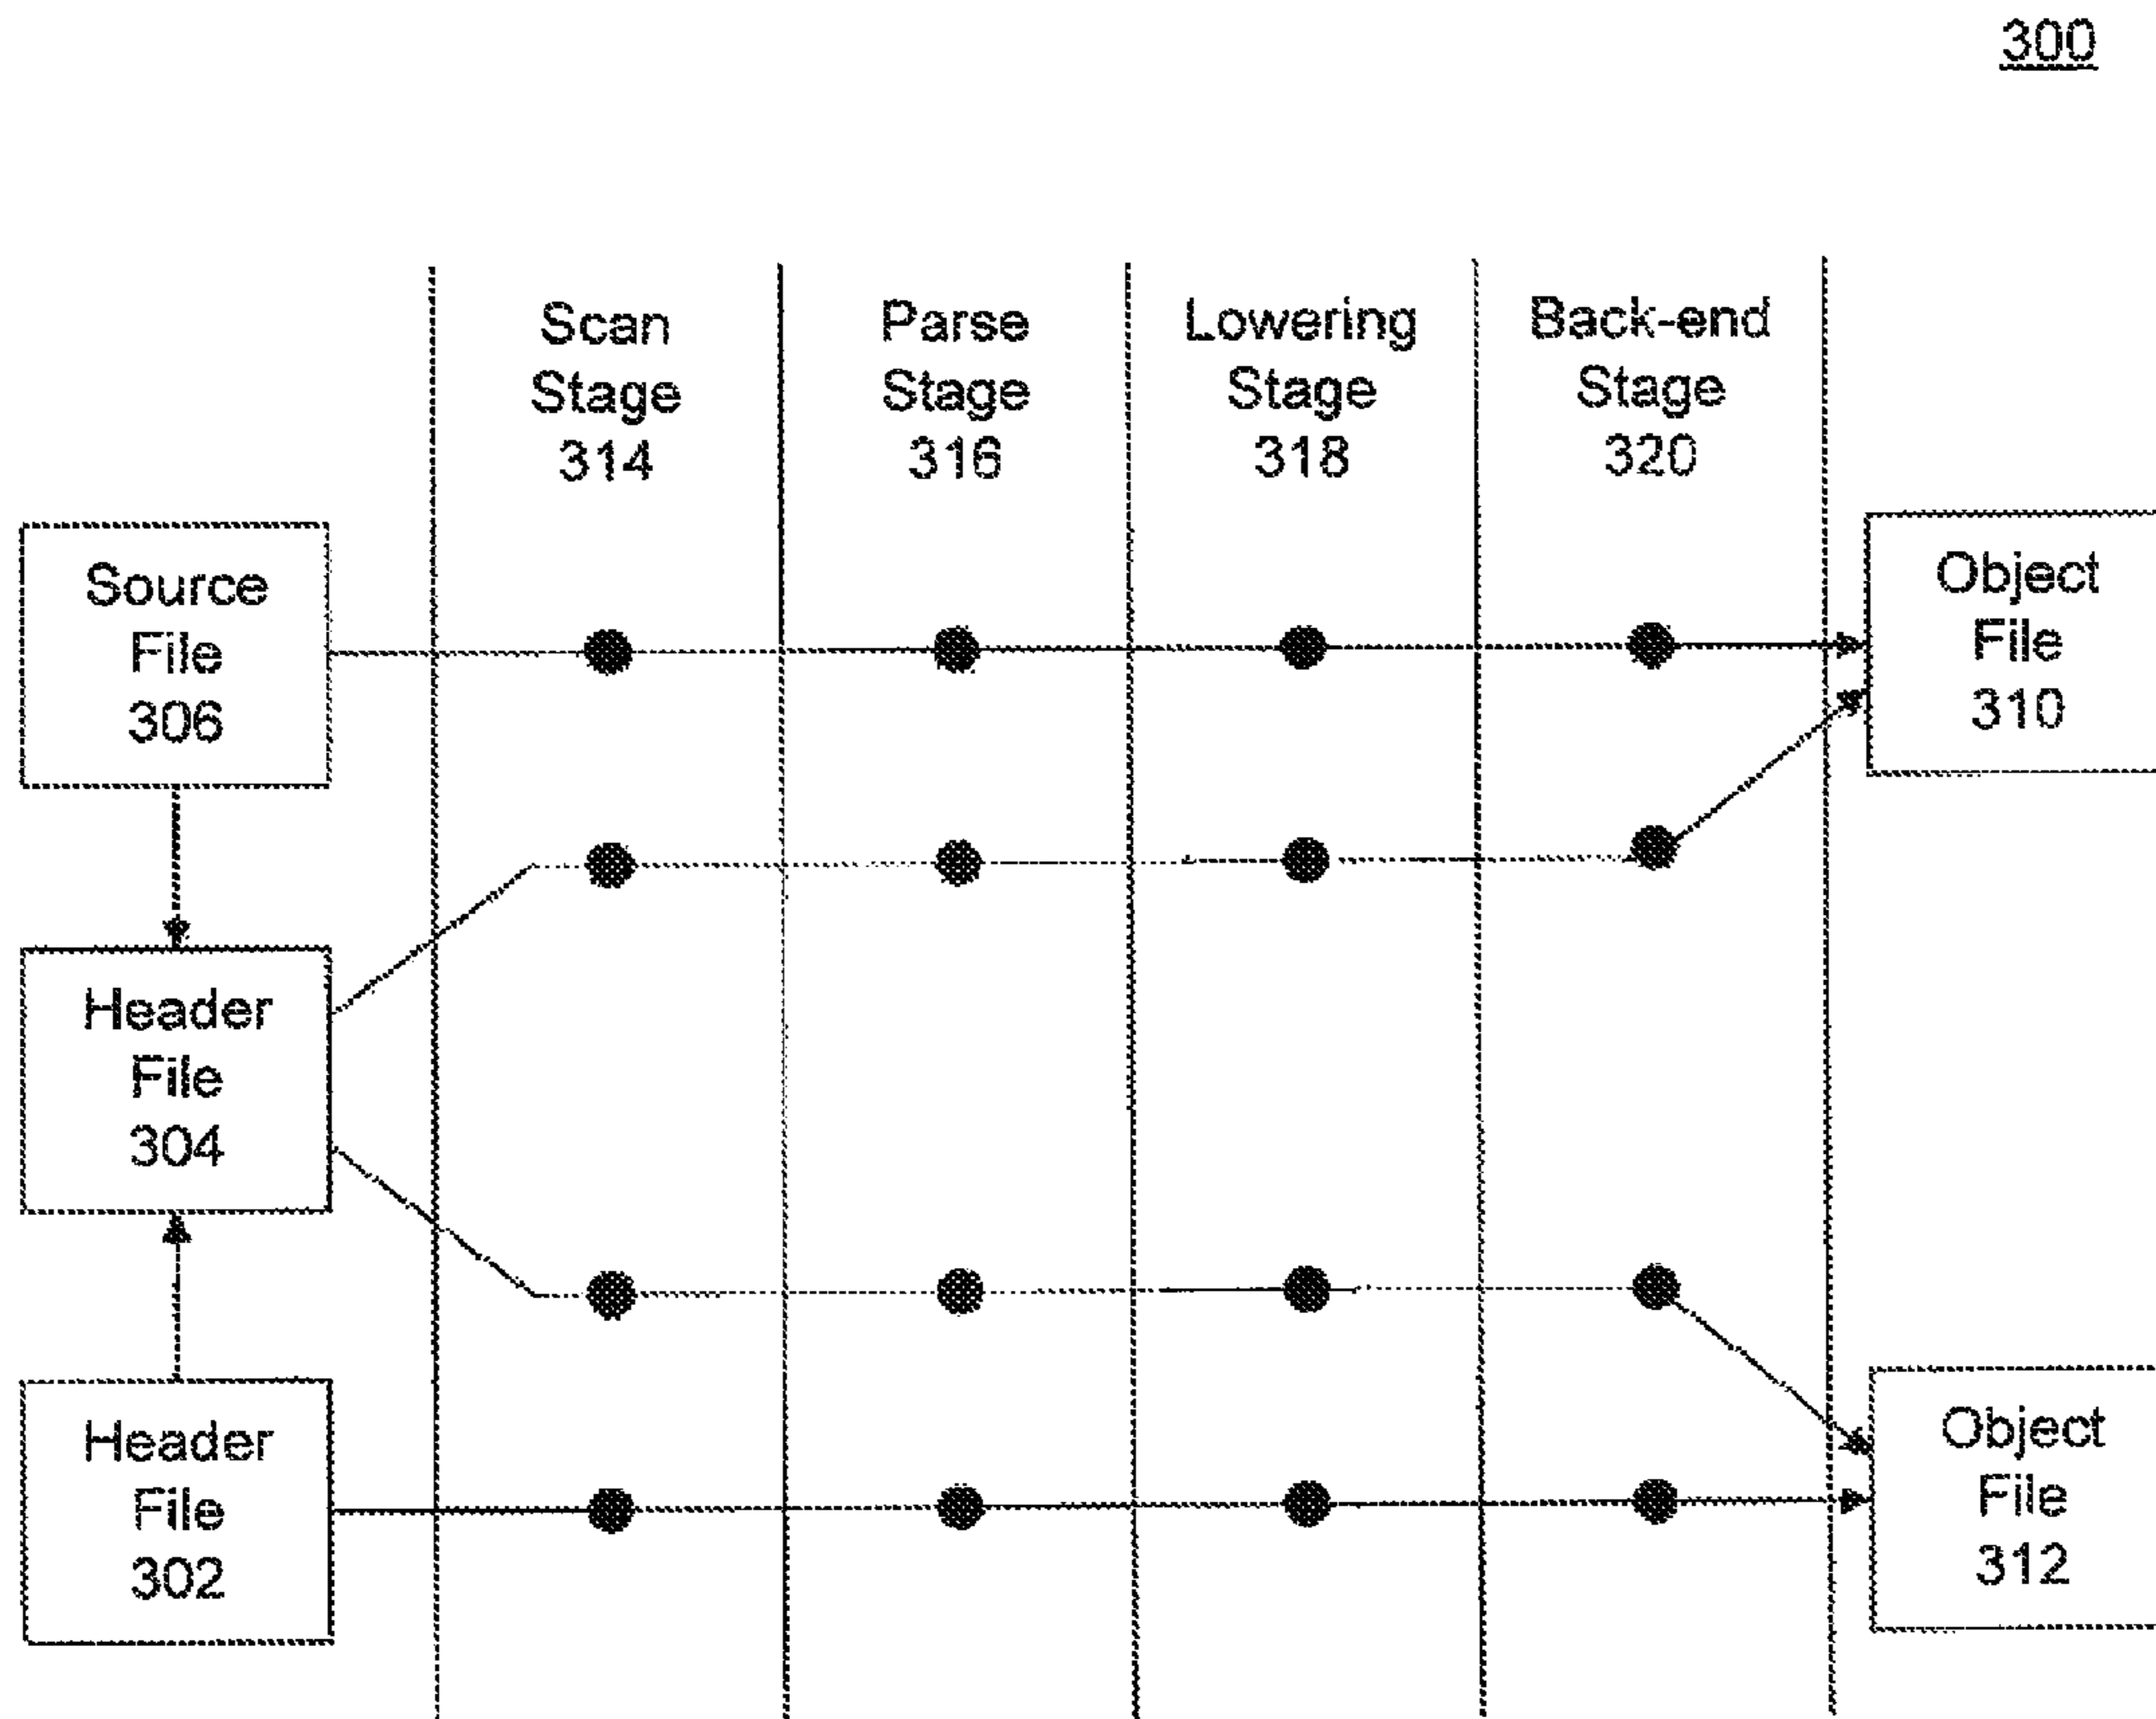 300
Scan
Stage
314
Parse
Stage
316
Lowering
Stage
318
Back-end
Stage
320
Source
File
306
Object
File
310
Header
File
304
Header
File
302
Object
File
312